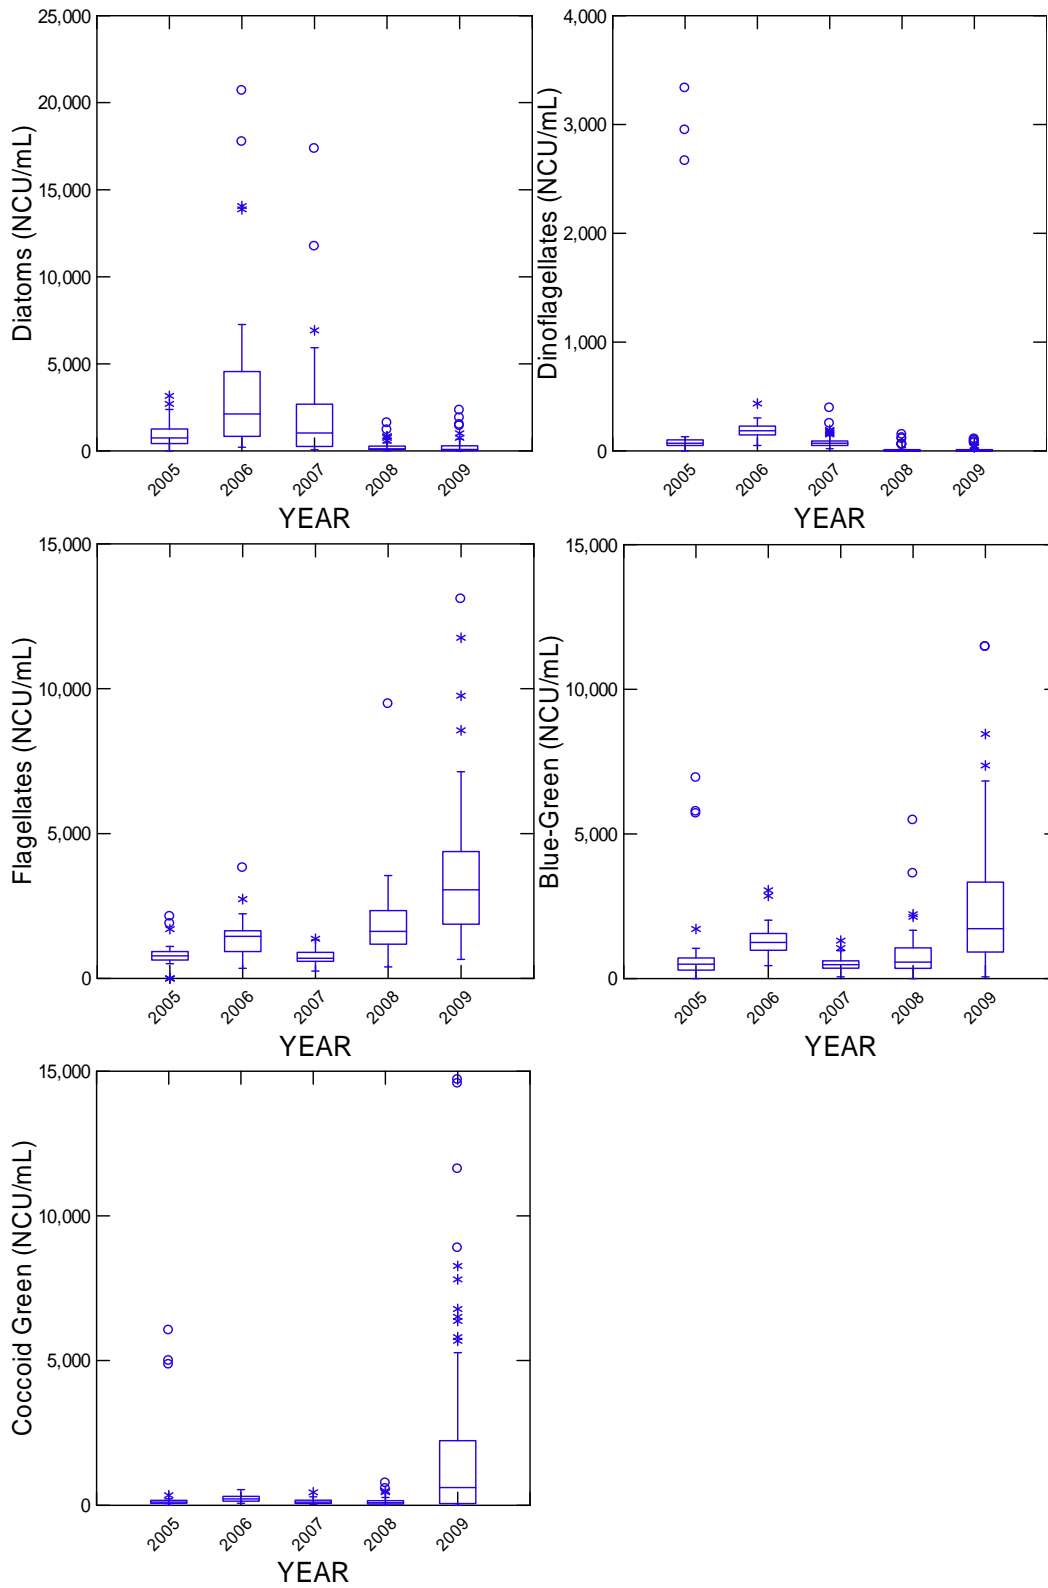 25,000
20,000
15,000
10,000
5,000
0
Diatoms (NCU/mL)
2005 2006 2007 2008 2009
YEAR
4,000
3,000
2,000
1,000
0
Dinoflagellates (NCU/mL)
2005 2006 2007 2008 2009
YEAR
15,000
10,000
5,000
0
Flagellates (NCU/mL)
2005 2006 2007 2008 2009
YEAR
15,000
10,000
5,000
0
Blue-Green (NCU/mL)
2005 2006 2007 2008 2009
YEAR
15,000
10,000
5,000
0
Coccoid Green (NCU/mL)
2005 2006 2007 2008 2009
YEAR